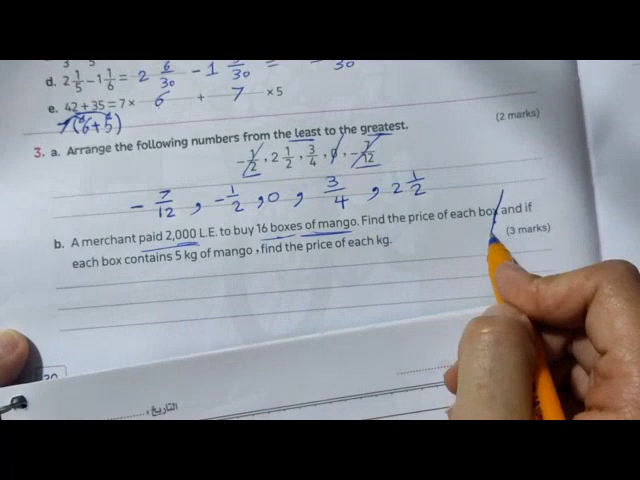 d. 2 1/5 - 1 1/6 = 2 6/30 - 1 5/30 = 30
e. 42 + 35 = 7 × 6 + 7 × 5
7(6+5)
3. a. Arrange the following numbers from the least to the greatest. (2 marks)
- 1/2 , 2 1/2 , 3/4 , 0 , - 7/12
- 7/12 , - 1/2 , 0 , 3/4 , 2 1/2
b. A merchant paid 2,000 L.E. to buy 16 boxes of mango. Find the price of each box and if
each box contains 5 kg of mango , find the price of each kg. (3 marks)
التاريخ